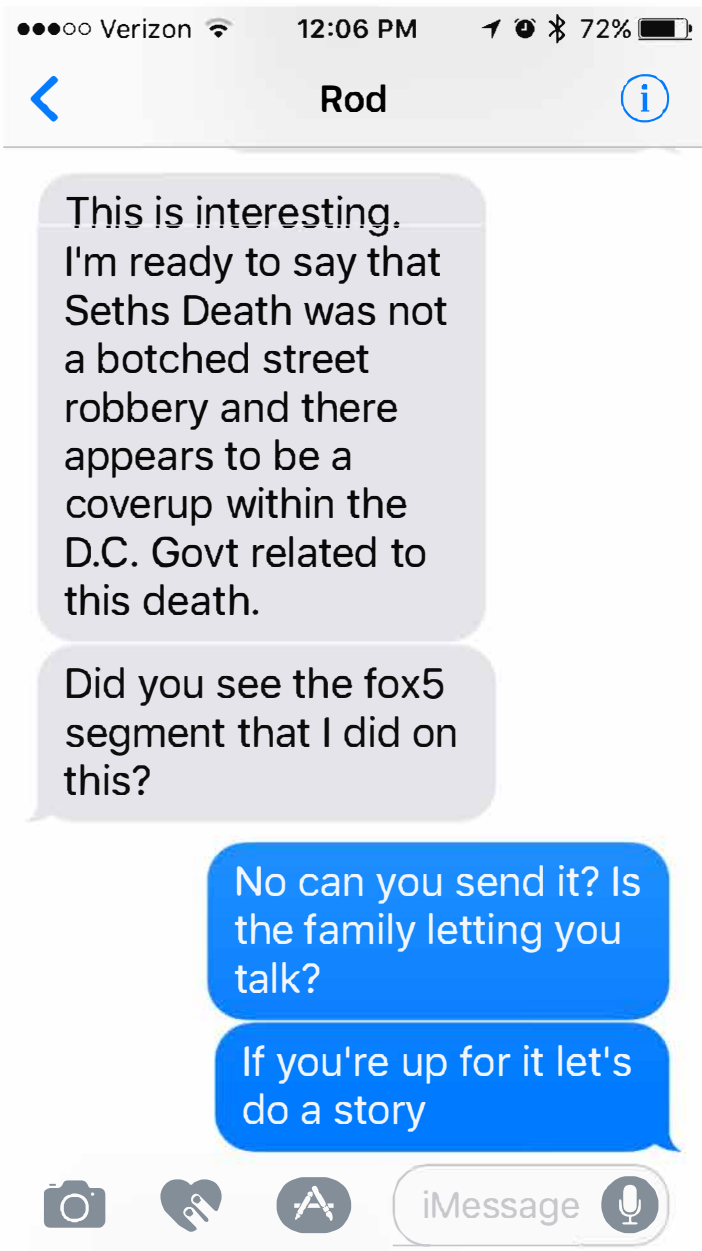 Verizon 12:06 PM 72%
Rod
This is interesting.
I'm ready to say that
Seths Death was not
a botched street
robbery and there
appears to be a
coverup within the
D.C. Govt related to
this death.
Did you see the fox5
segment that I did on
this?
No can you send it? Is
the family letting you
talk?
If you're up for it let's
do a story
iMessage